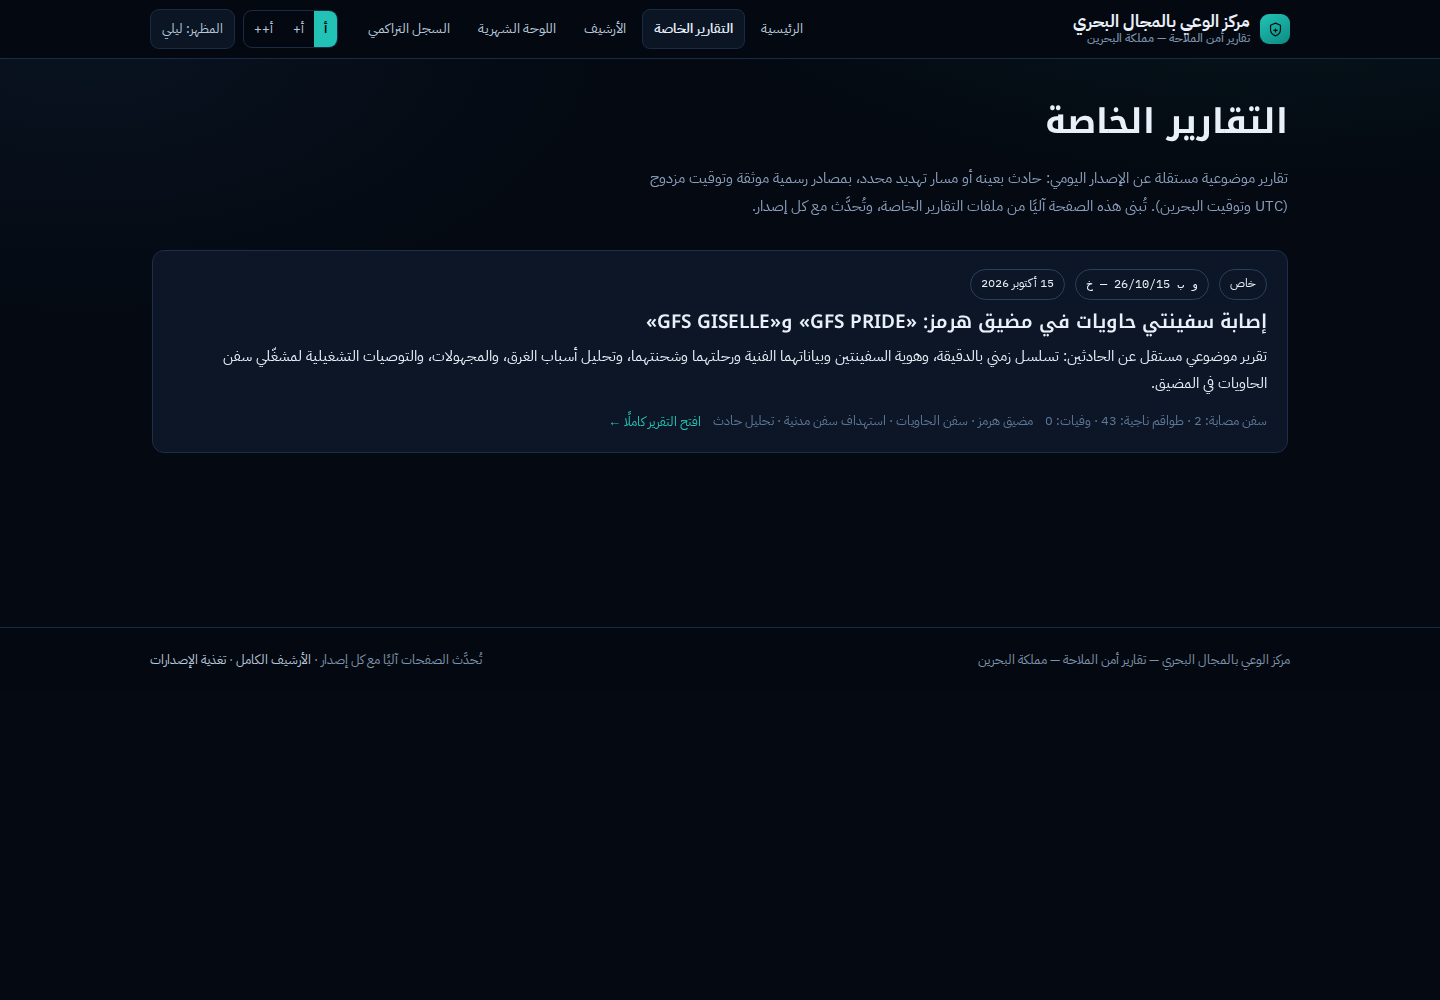 مركز الوعي بالمجال البحري
تقارير أمن الملاحة — مملكة البحرين
الرئيسية
التقارير الخاصة
الأرشيف
اللوحة الشهرية
السجل التراكمي
أ
أ+
أ++
المظهر: ليلي
التقارير الخاصة
تقارير موضوعية مستقلة عن الإصدار اليومي: حادث بعينه أو مسار تهديد محدد، بمصادر رسمية موثقة وتوقيت مزدوج
(UTC وتوقيت البحرين). تُبنى هذه الصفحة آليًا من ملفات التقارير الخاصة، وتُحدَّث مع كل إصدار.
خاص
و ب 26/10/15 – خ
15 أكتوبر 2026
إصابة سفينتي حاويات في مضيق هرمز: «GFS PRIDE» و«GFS GISELLE»
تقرير موضوعي مستقل عن الحادثين: تسلسل زمني بالدقيقة، وهوية السفينتين وبياناتهما الفنية ورحلتهما وشحنتهما، وتحليل أسباب الغرق، والمجهولات، والتوصيات التشغيلية لمشغّلي سفن
الحاويات في المضيق.
سفن مصابة: 2 · طواقم ناجية: 43 · وفيات: 0 مضيق هرمز · سفن الحاويات · استهداف سفن مدنية · تحليل حادث افتح التقرير كاملًا ←
مركز الوعي بالمجال البحري — تقارير أمن الملاحة — مملكة البحرين
تُحدَّث الصفحات آليًا مع كل إصدار · الأرشيف الكامل · تغذية الإصدارات